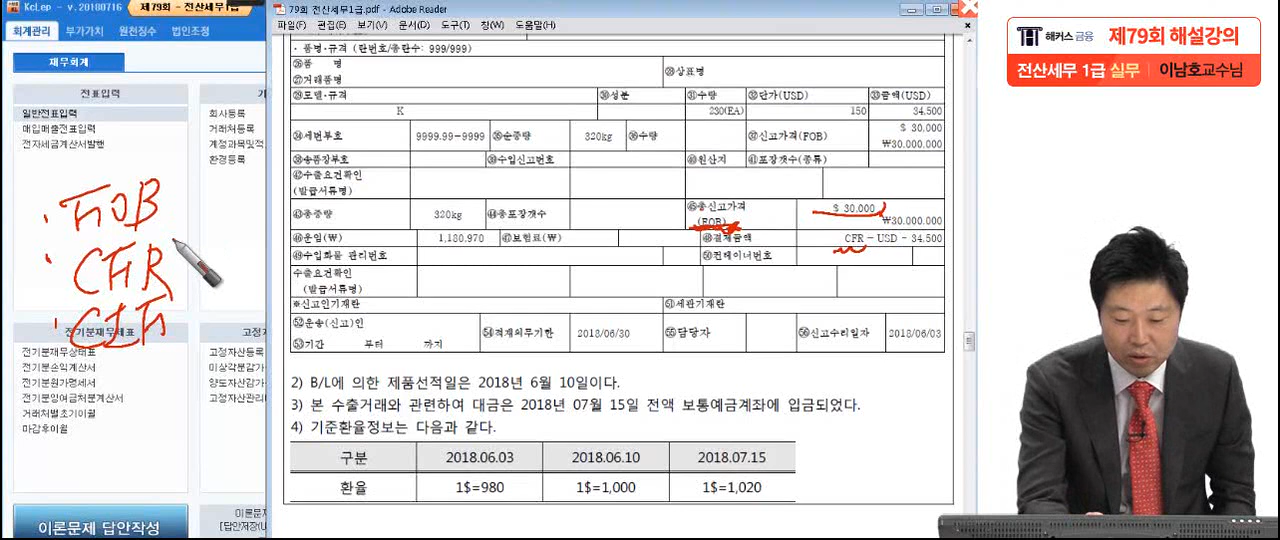 KcLep - v.20180716
전산세무1급
회계관리 부가가치 원천징수 법인조정
재무회계
전표입력
일반전표입력
매입매출전표입력
전자세금계산서발행
회사등록
거래처등록
계정과목및적
환경등록
· FOB
· CFR
· CIF
전기분재무제표
전기분재무상태표
전기분손익계산서
전기분원가명세서
전기분잉여금처분계산서
거래처별초기이월
마감후이월
고정자
고정자산등록
미상각분감가
양도자산감가
고정자산관리
이론문제 답안작성
이론문제
[답안저장(U
79회 전산세무1급.pdf - Adobe Reader
파일(F) 편집(E) 보기(V) 문서(D) 도구(T) 창(W) 도움말(H)
· 품명·규격 (란번호/총란수: 999/999)
㉖품 명
㉗거래품명
㉘상표명
㉙모델·규격 ㉚성분 ㉛수량 ㉜단가(USD) ㉝금액(USD)
K 230(EA) 150 34.500
㉞세번부호 9999.99-9999 ㉟순중량 320kg ㊱수량 ㊲신고가격(FOB) $ 30.000
₩30.000.000
㊳송품장부호 ㊴수입신고번호 ㊵원산지 ㊶포장갯수(종류)
㊷수출요건확인
(발급서류명)
㊸총중량 320kg ㊹총포장갯수 ㊺총신고가격
(FOB) $ 30.000
₩30.000.000
㊻운임(₩) 1,180.970 ㊼보험료(₩) ㊽결제금액 CFR - USD - 34.500
㊾수입화물 관리번호 ㊿컨테이너번호
수출요건확인
(발급서류명)
※신고인기재란 51세관기재란
52운송(신고)인
53기간 부터 까지
54적재의무기한 2018/06/30 55담당자 56신고수리일자 2018/06/03
2) B/L에 의한 제품선적일은 2018년 6월 10일이다.
3) 본 수출거래와 관련하여 대금은 2018년 07월 15일 전액 보통예금계좌에 입금되었다.
4) 기준환율정보는 다음과 같다.
구분 2018.06.03 2018.06.10 2018.07.15
환율 1$=980 1$=1,000 1$=1,020
해커스 금융 제79회 해설강의
전산세무 1급 실무 이남호교수님